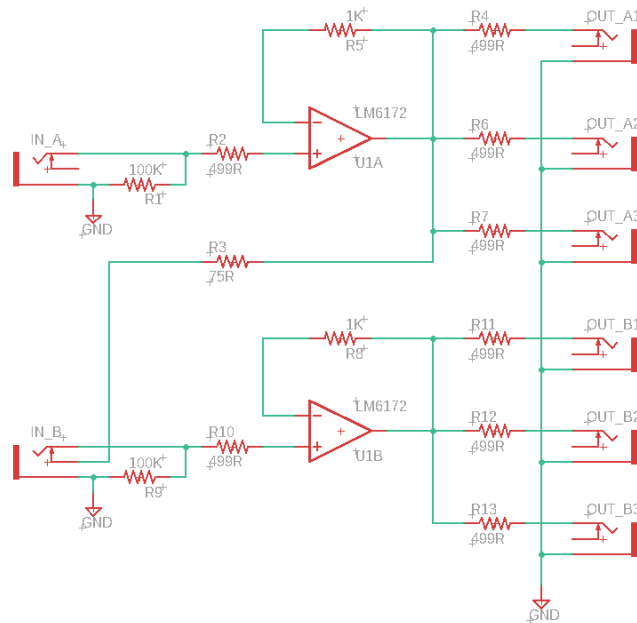 1K
R5
R4
499R
OUT_A1
LM6172
U1A
R6
499R
OUT_A2
IN_A
R2
499R
100K
R1
GND
R7
499R
OUT_A3
R3
75R
1K
R8
R11
499R
OUT_B1
LM6172
U1B
R12
499R
OUT_B2
IN_B
R10
499R
100K
R9
GND
R13
499R
OUT_B3
GND